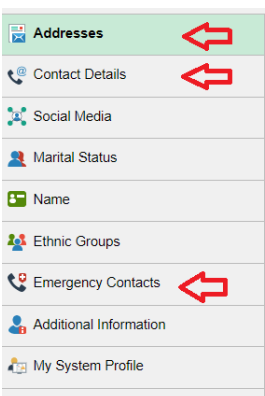 Addresses
Contact Details
Social Media
Marital Status
Name
Ethnic Groups
Emergency Contacts
Additional Information
My System Profile